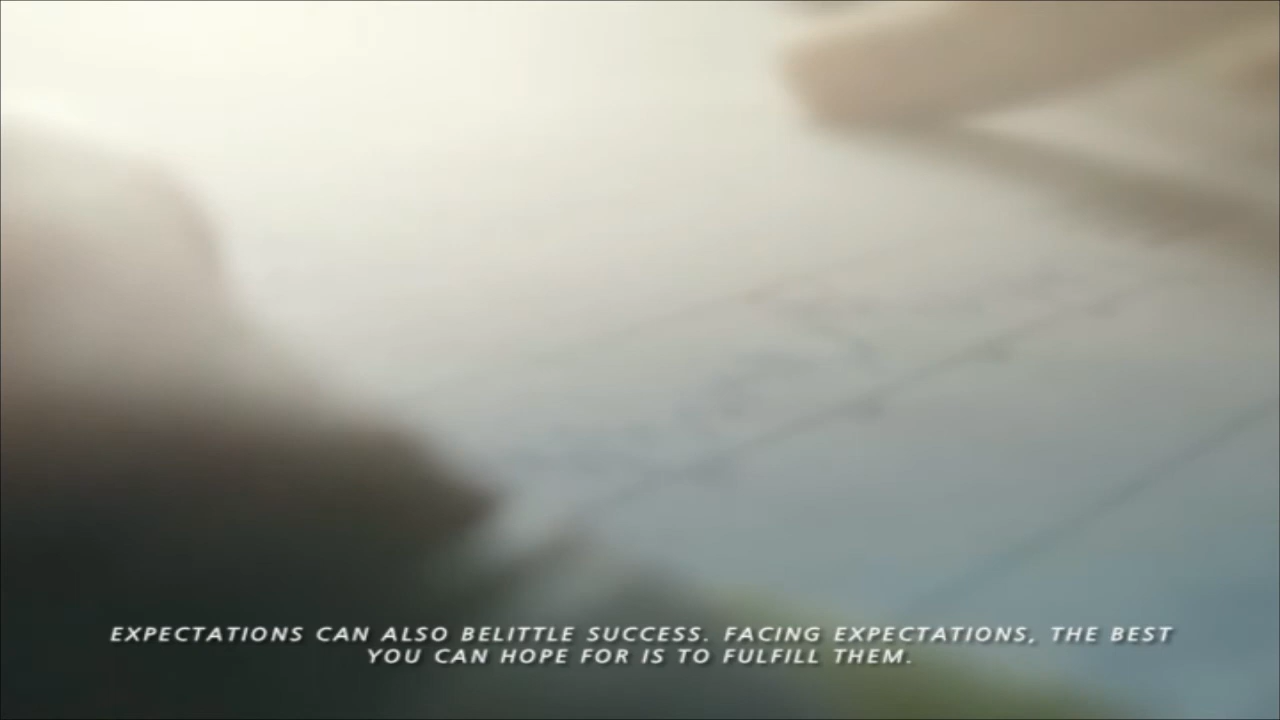 EXPECTATIONS CAN ALSO BELITTLE SUCCESS. FACING EXPECTATIONS, THE BEST
YOU CAN HOPE FOR IS TO FULFILL THEM.